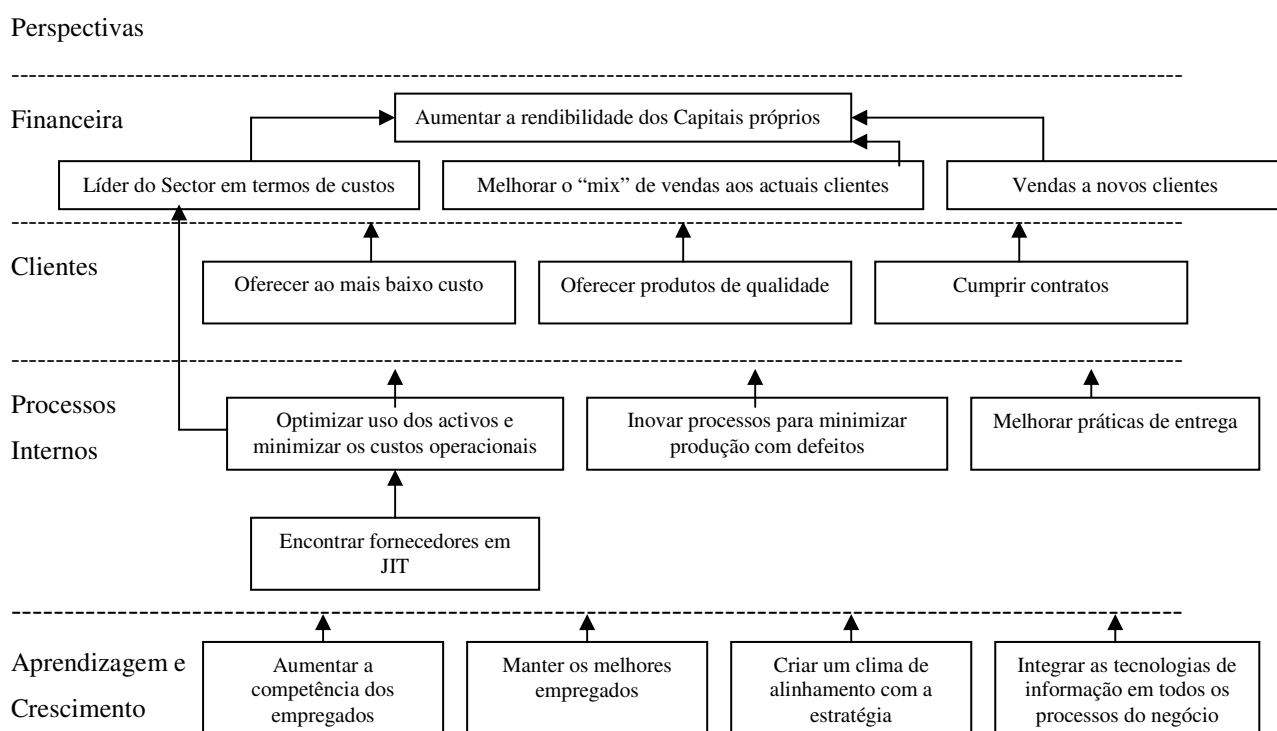 Perspectivas
Financeira
Aumentar a rendibilidade dos Capitais próprios
Líder do Sector em termos de custos
Melhorar o “mix” de vendas aos actuais clientes
Vendas a novos clientes
Clientes
Oferecer ao mais baixo custo
Oferecer produtos de qualidade
Cumprir contratos
Processos
Internos
Optimizar uso dos activos e
minimizar os custos operacionais
Inovar processos para minimizar
produção com defeitos
Melhorar práticas de entrega
Encontrar fornecedores em
JIT
Aprendizagem e
Crescimento
Aumentar a
competência dos
empregados
Manter os melhores
empregados
Criar um clima de
alinhamento com a
estratégia
Integrar as tecnologias de
informação em todos os
processos do negócio